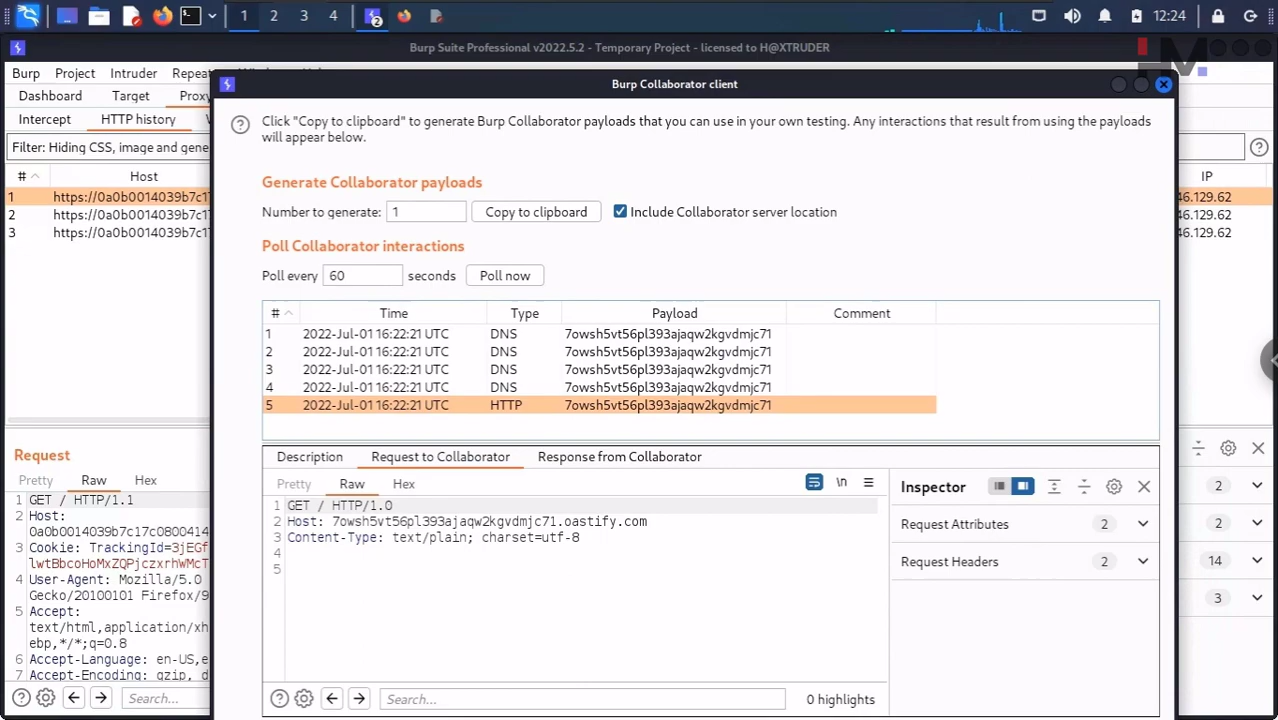 1 2 3 4 2 12:24
Burp Suite Professional v2022.5.2 - Temporary Project - licensed to H@XTRUDER
HM
Burp Project Intruder
Burp Collaborator client
Dashboard Target
Click "Copy to clipboard" to generate Burp Collaborator payloads that you can use in your own testing. Any interactions that result from using the payloads
will appear below.
Intercept HTTP history
Filter: Hiding CSS, image and gene
# Host IP
1 https://0a0b0014039b7c17 46.129.62
2 https://0a0b0014039b7c17 46.129.62
3 https://0a0b0014039b7c17 46.129.62
Generate Collaborator payloads
Number to generate: 1 Copy to clipboard Include Collaborator server location
Poll Collaborator interactions
Poll every 60 seconds Poll now
# Time Type Payload Comment
1 2022-Jul-01 16:22:21 UTC DNS 7owsh5vt56pl393ajaqw2kgvdmjc71
2 2022-Jul-01 16:22:21 UTC DNS 7owsh5vt56pl393ajaqw2kgvdmjc71
3 2022-Jul-01 16:22:21 UTC DNS 7owsh5vt56pl393ajaqw2kgvdmjc71
4 2022-Jul-01 16:22:21 UTC DNS 7owsh5vt56pl393ajaqw2kgvdmjc71
5 2022-Jul-01 16:22:21 UTC HTTP 7owsh5vt56pl393ajaqw2kgvdmjc71
Description Request to Collaborator Response from Collaborator
Pretty Raw Hex \n
1 GET / HTTP/1.0
2 Host: 7owsh5vt56pl393ajaqw2kgvdmjc71.oastify.com
3 Content-Type: text/plain; charset=utf-8
4
5
Search... 0 highlights
Inspector
Request Attributes 2
Request Headers 2
Request
Pretty Raw Hex
1 GET / HTTP/1.1
2 Host:
0a0b0014039b7c17c0800414
3 Cookie: TrackingId=3jEGf
lwtBbcoHoMxZQPjczxrhWMcT
4 User-Agent: Mozilla/5.0
Gecko/20100101 Firefox/9
5 Accept:
text/html,application/xh
ebp,*/*;q=0.8
6 Accept-Language: en-US,e
7 Accept-Encoding: gzip, d
Search...
2
2
14
3